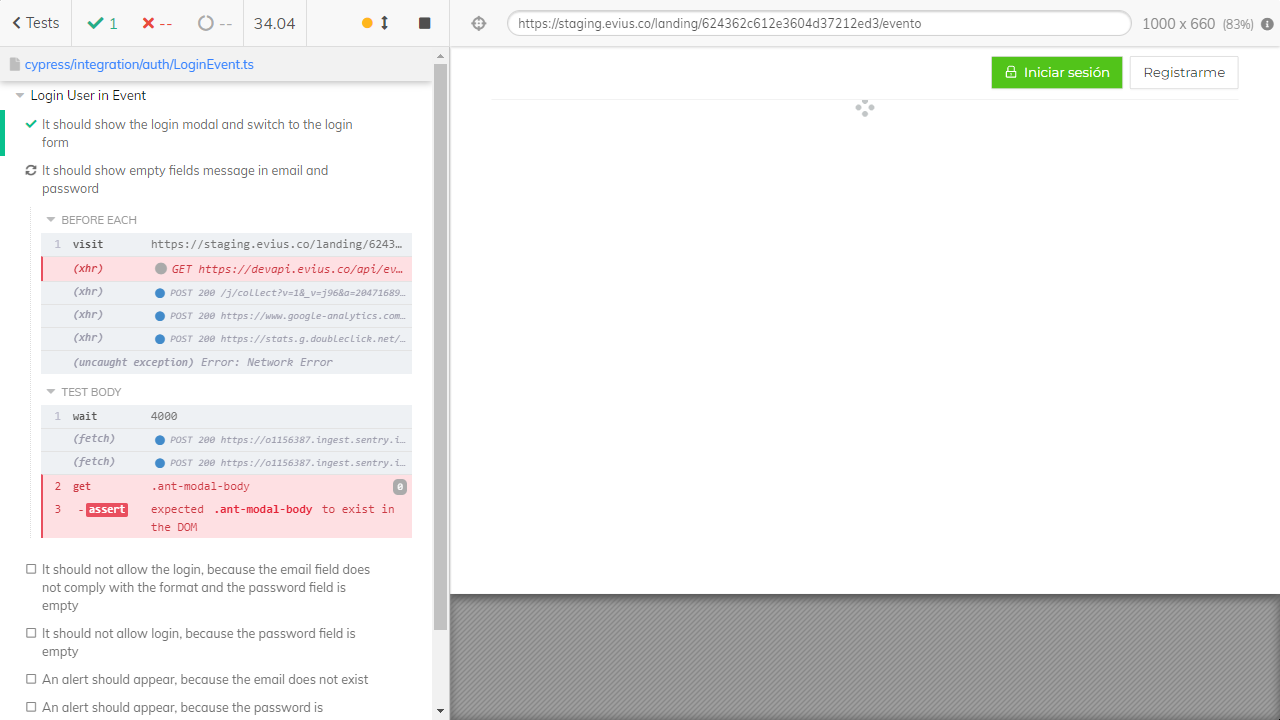 Tests
1
--
--
34.04
https://staging.evius.co/landing/624362c612e3604d37212ed3/evento
1000 x 660 (83%)
cypress/integration/auth/LoginEvent.ts
Iniciar sesión
Registrarme
Login User in Event
It should show the login modal and switch to the login
form
It should show empty fields message in email and
password
BEFORE EACH
1 visit https://staging.evius.co/landing/6243…
(xhr) GET https://devapi.evius.co/api/ev…
(xhr) POST 200 /j/collect?v=1&_v=j96&a=20471689…
(xhr) POST 200 https://www.google-analytics.com…
(xhr) POST 200 https://stats.g.doubleclick.net/…
(uncaught exception) Error: Network Error
TEST BODY
1 wait 4000
(fetch) POST 200 https://o1156387.ingest.sentry.i…
(fetch) POST 200 https://o1156387.ingest.sentry.i…
2 get .ant-modal-body 0
3 -assert expected .ant-modal-body to exist in
the DOM
It should not allow the login, because the email field does
not comply with the format and the password field is
empty
It should not allow login, because the password field is
empty
An alert should appear, because the email does not exist
An alert should appear, because the password is